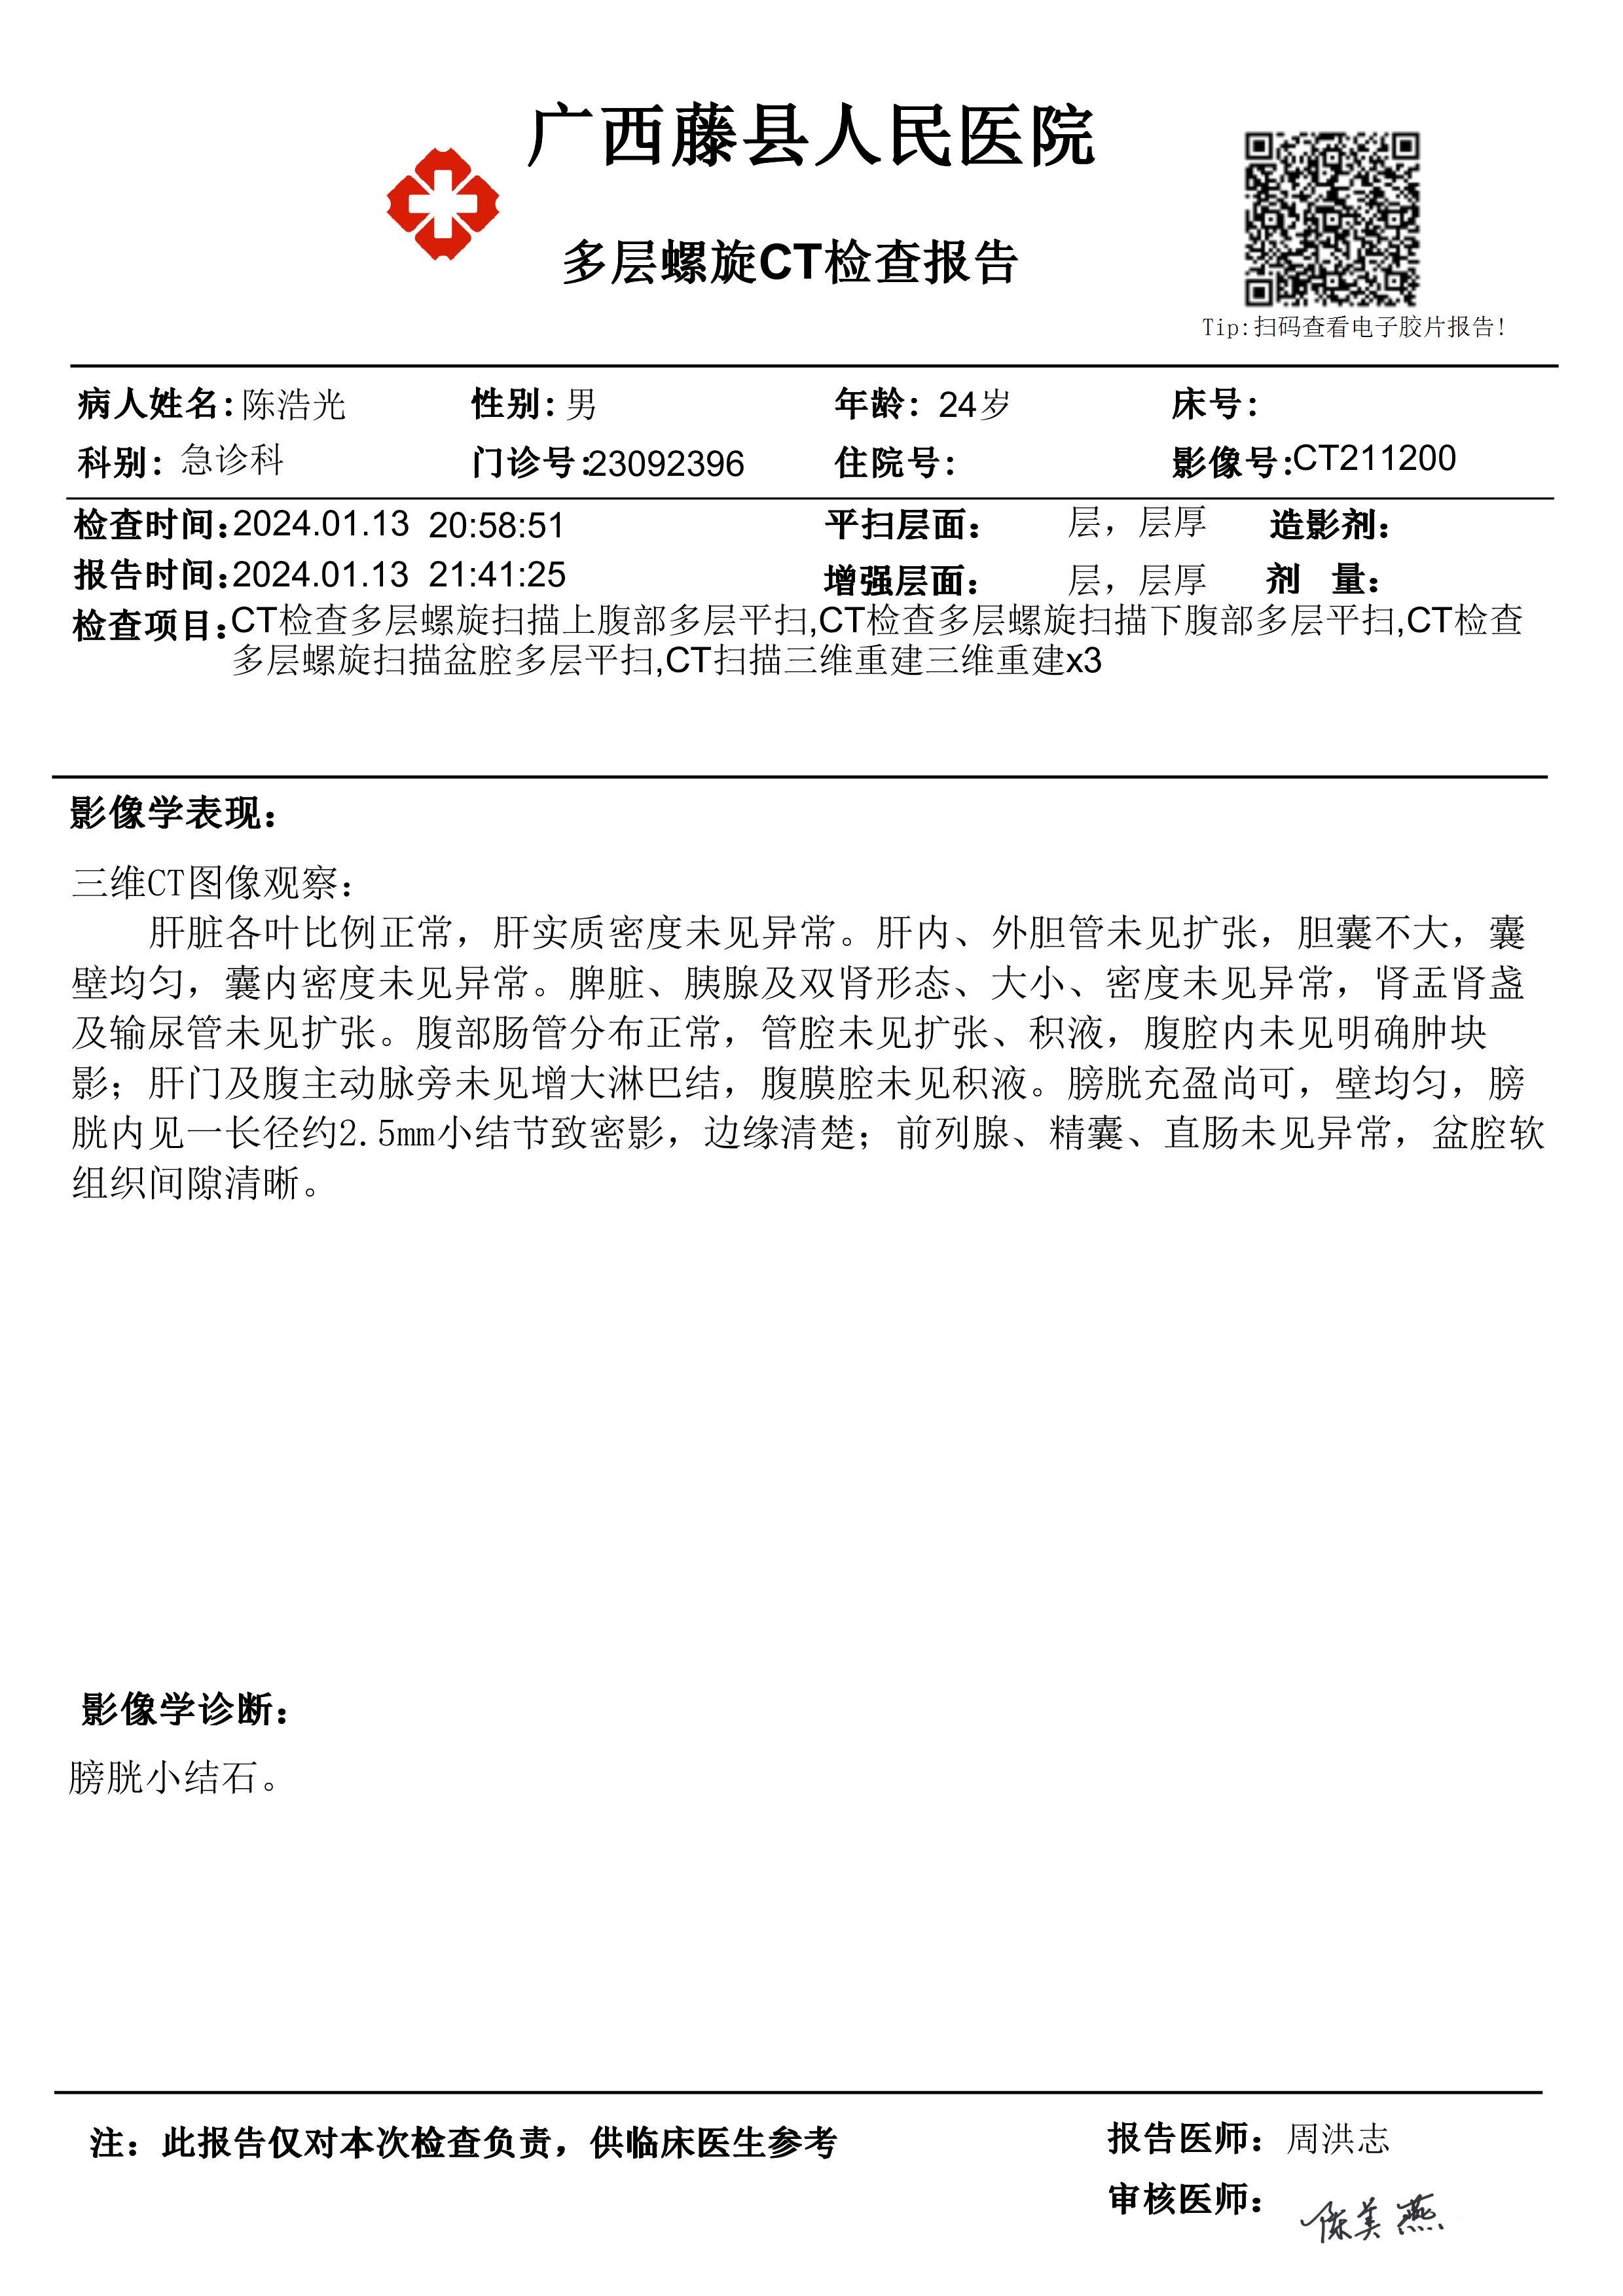 广西藤县人民医院
多层螺旋CT检查报告
Tip:扫码查看电子胶片报告!
病人姓名:陈浩光 性别:男 年龄:24岁 床号:
科别:急诊科 门诊号:23092396 住院号: 影像号:CT211200
检查时间:2024.01.13 20:58:51 平扫层面: 层，层厚 造影剂:
报告时间:2024.01.13 21:41:25 增强层面: 层，层厚 剂 量:
检查项目:CT检查多层螺旋扫描上腹部多层平扫,CT检查多层螺旋扫描下腹部多层平扫,CT检查
多层螺旋扫描盆腔多层平扫,CT扫描三维重建三维重建x3
影像学表现:
三维CT图像观察:
肝脏各叶比例正常，肝实质密度未见异常。肝内、外胆管未见扩张，胆囊不大，囊
壁均匀，囊内密度未见异常。脾脏、胰腺及双肾形态、大小、密度未见异常，肾盂肾盏
及输尿管未见扩张。腹部肠管分布正常，管腔未见扩张、积液，腹腔内未见明确肿块
影；肝门及腹主动脉旁未见增大淋巴结，腹膜腔未见积液。膀胱充盈尚可，壁均匀，膀
胱内见一长径约2.5mm小结节致密影，边缘清楚；前列腺、精囊、直肠未见异常，盆腔软
组织间隙清晰。
影像学诊断:
膀胱小结石。
注：此报告仅对本次检查负责，供临床医生参考 报告医师：周洪志
审核医师：陈美燕